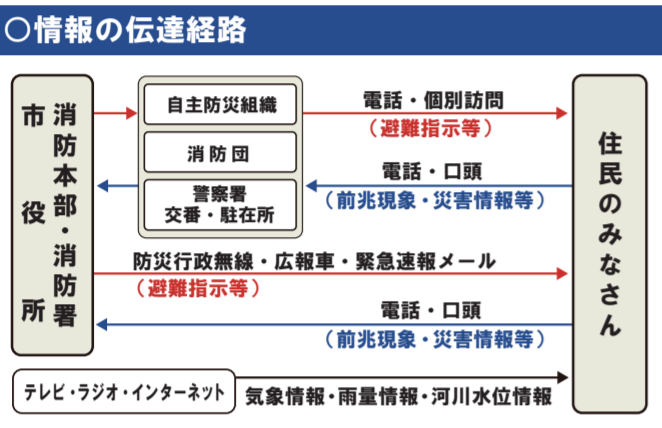 ○情報の伝達経路
消防本部・消防署
市役所
自主防災組織
消防団
警察署
交番・駐在所
電話・個別訪問
（避難指示等）
電話・口頭
（前兆現象・災害情報等）
防災行政無線・広報車・緊急速報メール
（避難指示等）
電話・口頭
（前兆現象・災害情報等）
住民のみなさん
テレビ・ラジオ・インターネット
気象情報・雨量情報・河川水位情報